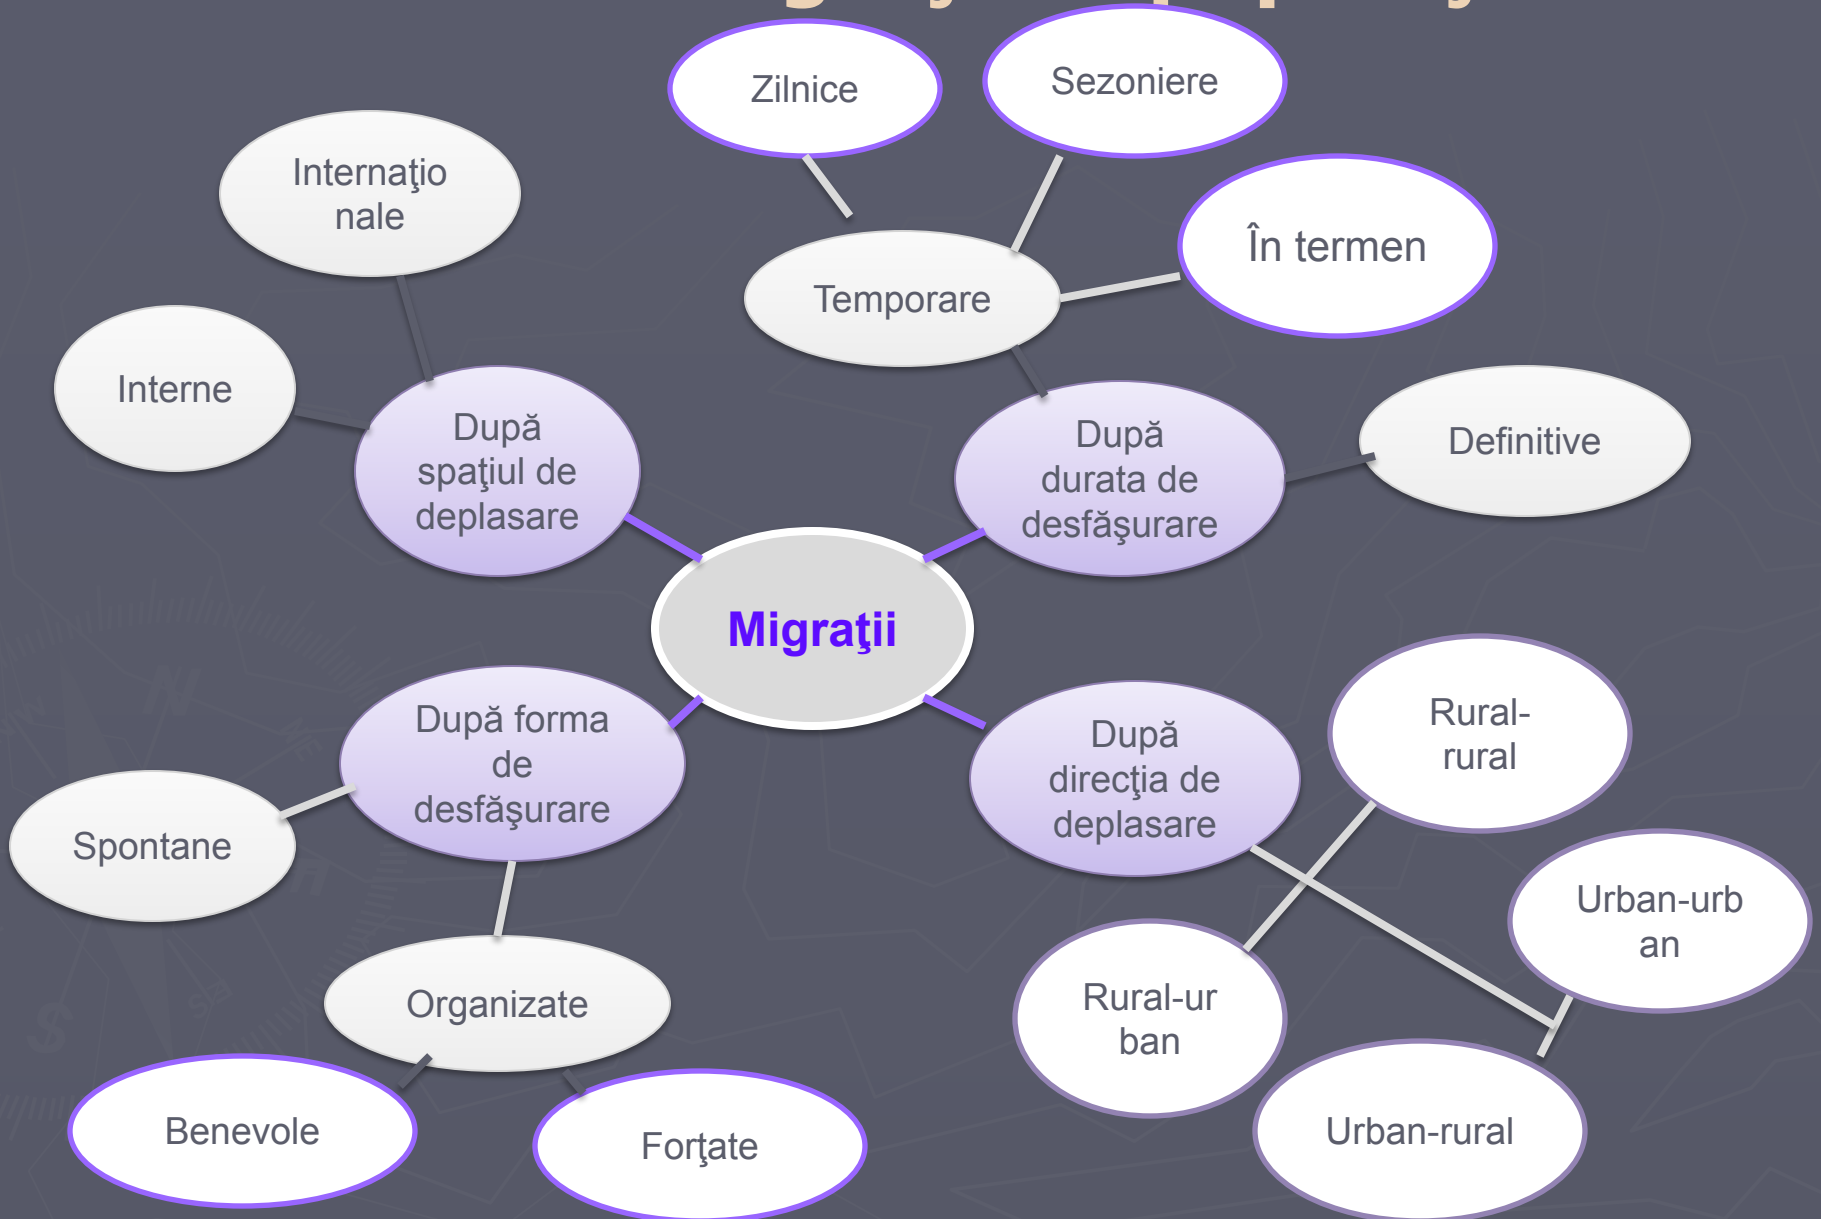 Zilnice
Sezoniere
Internaţio
nale
În termen
Temporare
Interne
După
spaţiul de
deplasare
După
durata de
desfăşurare
Definitive
Migraţii
După forma
de
desfăşurare
După
direcţia de
deplasare
Rural-
rural
Spontane
Urban-urb
an
Organizate
Rural-ur
ban
Benevole
Forţate
Urban-rural